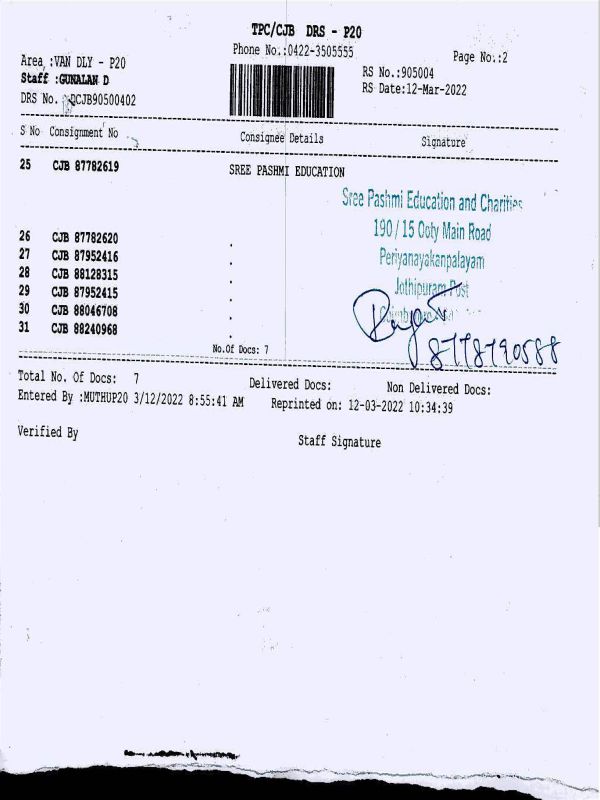 TPC/CJB DRS - P20
Phone No.:0422-3505555
Page No.:2
Area :VAN DLY - P20
Staff :GUNALAN D
RS No.:905004
RS Date:12-Mar-2022
DRS No. DCJB90500402
S No Consignment No Consignee Details Signature
25 CJB 87782619 SREE PASHMI EDUCATION
Sree Pashmi Education and Charities
190 / 15 Ooty Main Road
Periyanayakanpalayam
Jothipuram Post
26 CJB 87782620 .
27 CJB 87952416 .
28 CJB 88128315 .
29 CJB 87952415 .
30 CJB 88046708 .
31 CJB 88240968 .
8778790588
No.Of Docs: 7
Total No. Of Docs: 7 Delivered Docs: Non Delivered Docs:
Entered By :MUTHUP20 3/12/2022 8:55:41 AM Reprinted on: 12-03-2022 10:34:39
Verified By Staff Signature